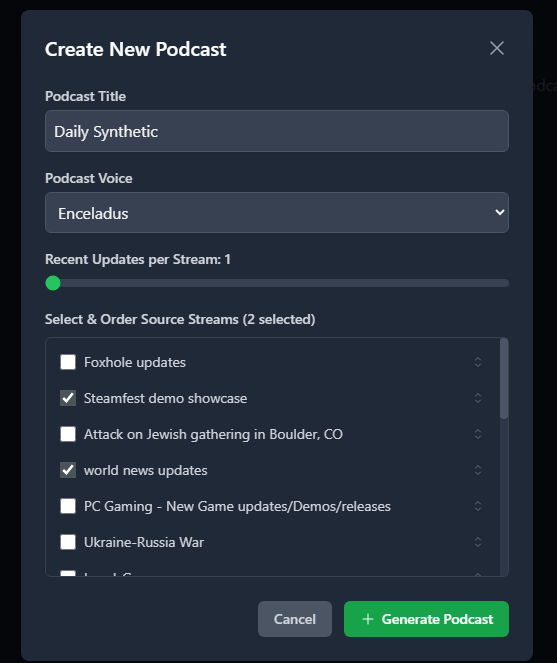 Create New Podcast
Podcast Title
Daily Synthetic
Podcast Voice
Enceladus
Recent Updates per Stream: 1
Select & Order Source Streams (2 selected)
Foxhole updates
Steamfest demo showcase
Attack on Jewish gathering in Boulder, CO
world news updates
PC Gaming - New Game updates/Demos/releases
Ukraine-Russia War
Cancel
Generate Podcast